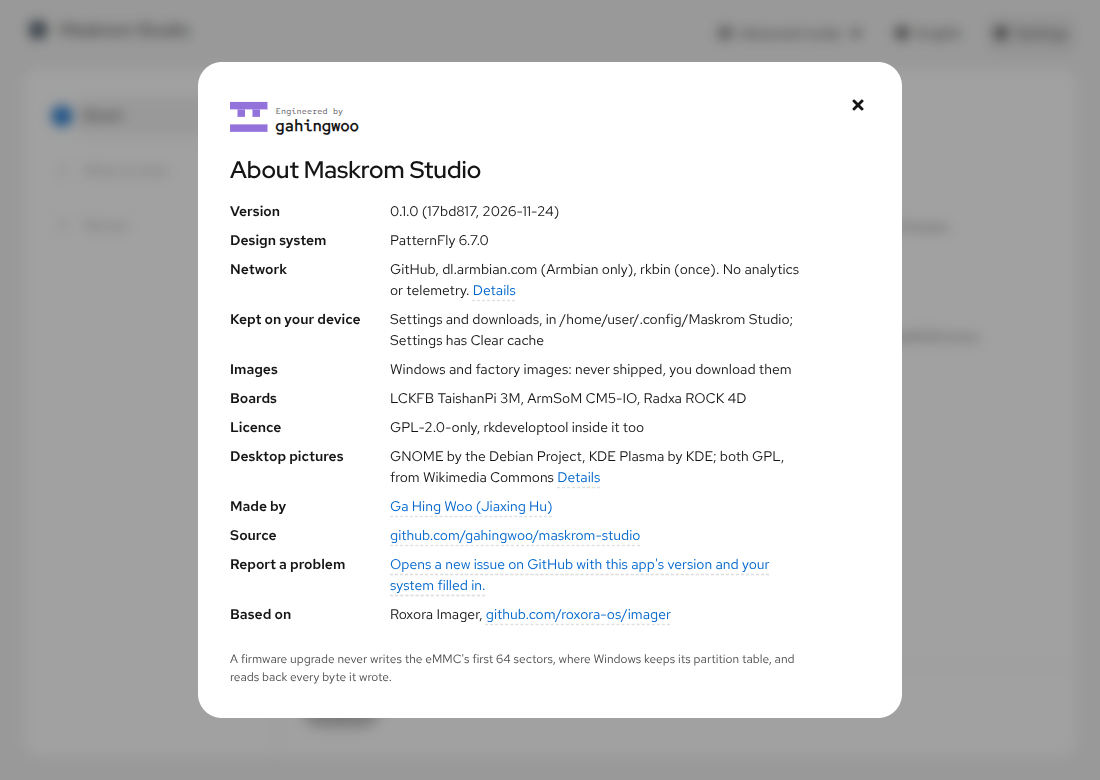 Engineered by
gahingwoo
About Maskrom Studio
Version 0.1.0 (17bd817, 2026-11-24)
Design system PatternFly 6.7.0
Network GitHub, dl.armbian.com (Armbian only), rkbin (once). No analytics
or telemetry. Details
Kept on your device Settings and downloads, in /home/user/.config/Maskrom Studio;
Settings has Clear cache
Images Windows and factory images: never shipped, you download them
Boards LCKFB TaishanPi 3M, ArmSoM CM5-IO, Radxa ROCK 4D
Licence GPL-2.0-only, rkdeveloptool inside it too
Desktop pictures GNOME by the Debian Project, KDE Plasma by KDE; both GPL,
from Wikimedia Commons Details
Made by Ga Hing Woo (Jiaxing Hu)
Source github.com/gahingwoo/maskrom-studio
Report a problem Opens a new issue on GitHub with this app's version and your
system filled in.
Based on Roxora Imager, github.com/roxora-os/imager
A firmware upgrade never writes the eMMC's first 64 sectors, where Windows keeps its partition table, and
reads back every byte it wrote.